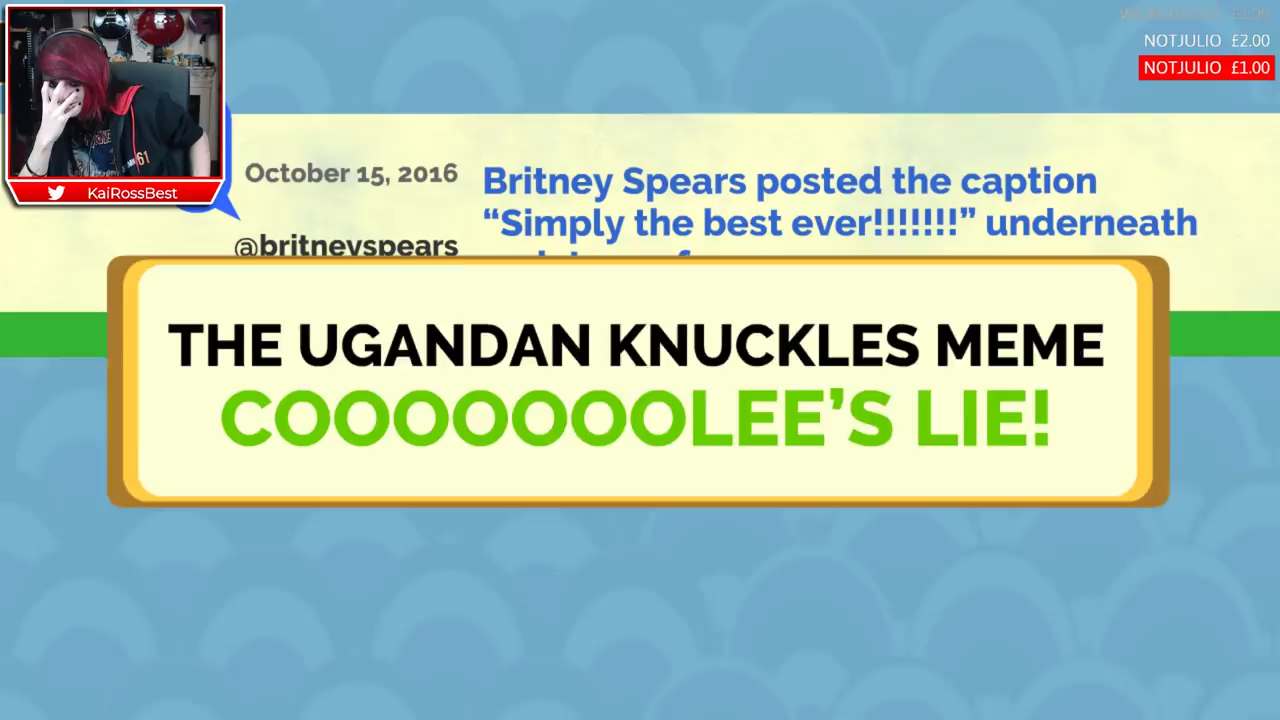 NOTJULIO £2.00
NOTJULIO £1.00
61
KaiRossBest
October 15, 2016
Britney Spears posted the caption
“Simply the best ever!!!!!!!” underneath
@britneyspears
THE UGANDAN KNUCKLES MEME
COOOOOOOLEE’S LIE!